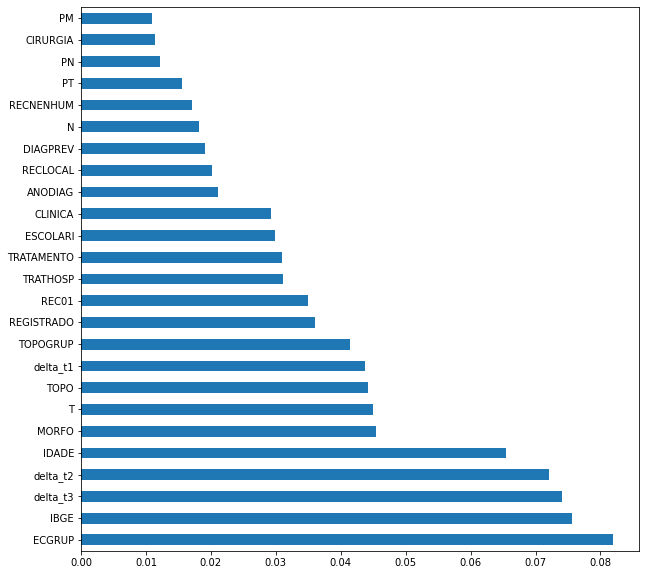 PM
CIRURGIA
PN
PT
RECNENHUM
N
DIAGPREV
RECLOCAL
ANODIAG
CLINICA
ESCOLARI
TRATAMENTO
TRATHOSP
REC01
REGISTRADO
TOPOGRUP
delta_t1
TOPO
T
MORFO
IDADE
delta_t2
delta_t3
IBGE
ECGRUP
0.00 0.01 0.02 0.03 0.04 0.05 0.06 0.07 0.08